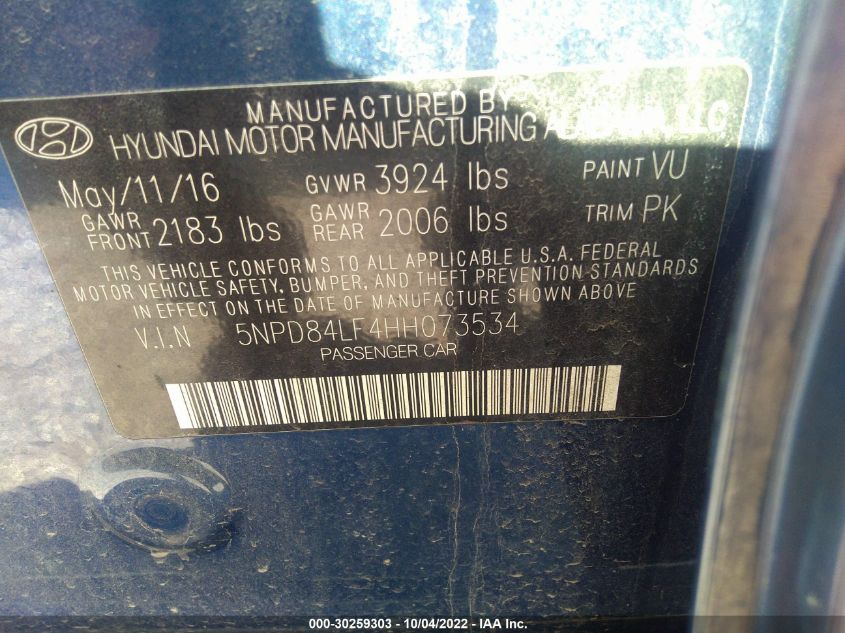 MANUFACTURED BY
HYUNDAI MOTOR MANUFACTURING ALABAMA, LLC
May/11/16 GVWR 3924 lbs PAINT VU
GAWR FRONT 2183 lbs GAWR REAR 2006 lbs TRIM PK
THIS VEHICLE CONFORMS TO ALL APPLICABLE U.S.A. FEDERAL
MOTOR VEHICLE SAFETY, BUMPER, AND THEFT PREVENTION STANDARDS
IN EFFECT ON THE DATE OF MANUFACTURE SHOWN ABOVE
V.I.N 5NPD84LF4HH073534
PASSENGER CAR
000-30259303 - 10/04/2022 - IAA Inc.